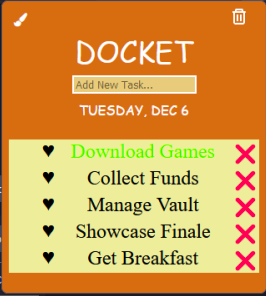 DOCKET
Add New Task...
TUESDAY, DEC 6
♥ Download Games ❌
♥ Collect Funds ❌
♥ Manage Vault ❌
♥ Showcase Finale ❌
♥ Get Breakfast ❌